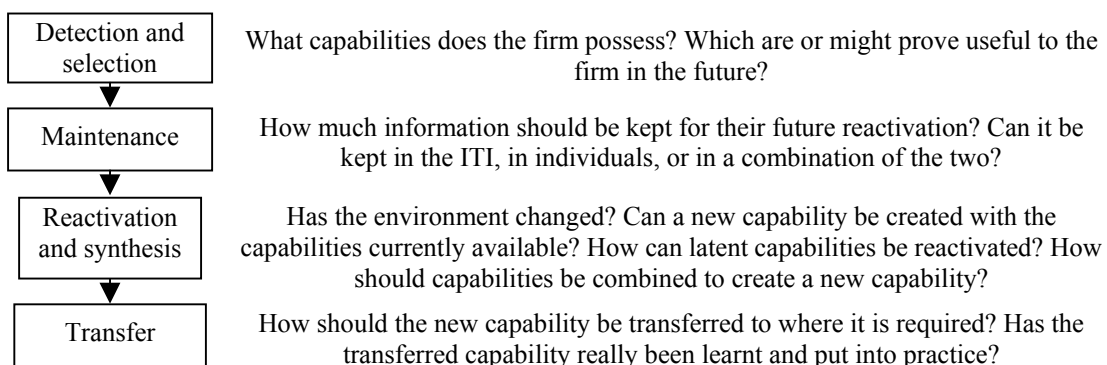 Detection and
selection
What capabilities does the firm possess? Which are or might prove useful to the
firm in the future?
Maintenance
How much information should be kept for their future reactivation? Can it be
kept in the ITI, in individuals, or in a combination of the two?
Reactivation
and synthesis
Has the environment changed? Can a new capability be created with the
capabilities currently available? How can latent capabilities be reactivated? How
should capabilities be combined to create a new capability?
Transfer
How should the new capability be transferred to where it is required? Has the
transferred capability really been learnt and put into practice?